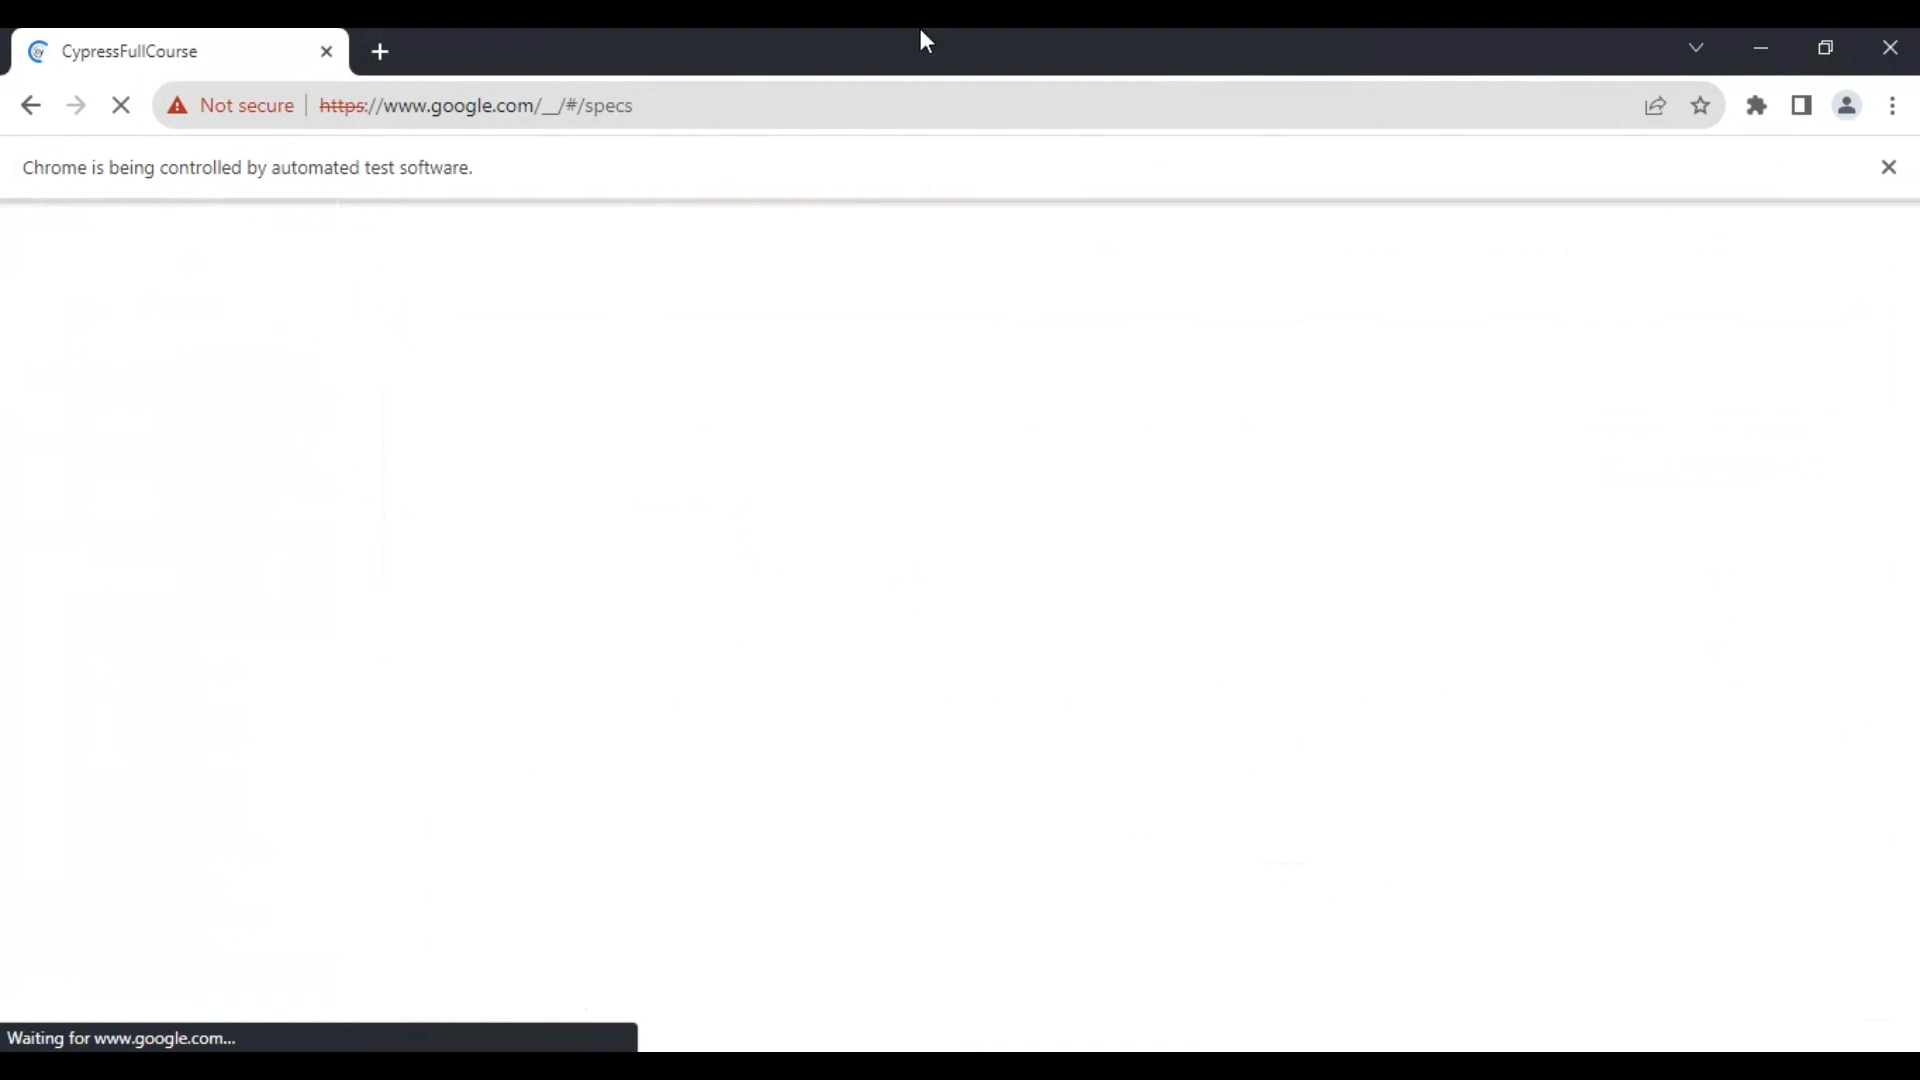 CypressFullCourse
Not secure https://www.google.com/__/#/specs
Chrome is being controlled by automated test software.
Waiting for www.google.com...